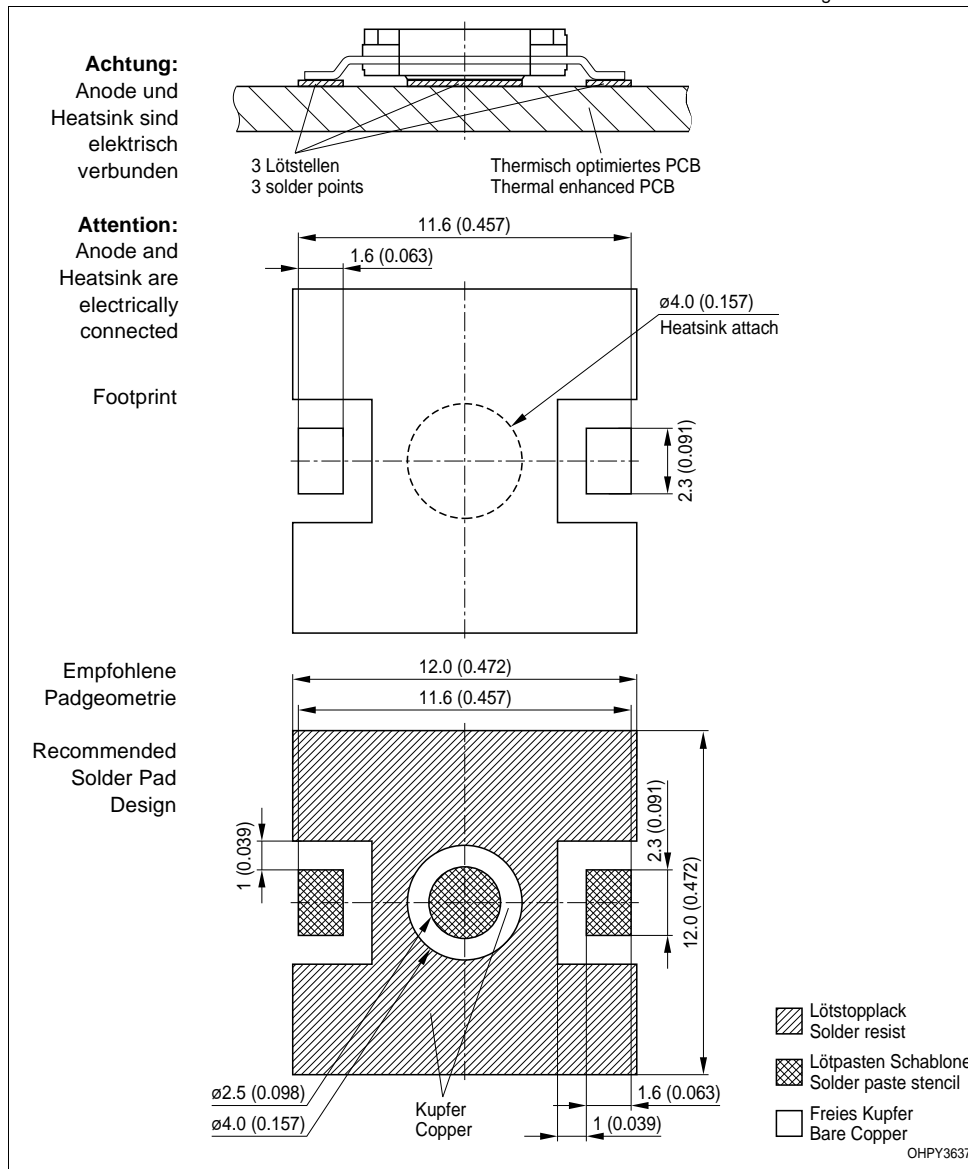 Achtung:
Anode und
Heatsink sind
elektrisch
verbunden
3 Lötstellen
3 solder points
Thermisch optimiertes PCB
Thermal enhanced PCB
Attention:
Anode and
Heatsink are
electrically
connected
Footprint
11.6 (0.457)
1.6 (0.063)
ø4.0 (0.157)
Heatsink attach
2.3 (0.091)
Empfohlene
Padgeometrie
Recommended
Solder Pad
Design
12.0 (0.472)
11.6 (0.457)
1 (0.039)
2.3 (0.091)
12.0 (0.472)
ø2.5 (0.098)
ø4.0 (0.157)
Kupfer
Copper
1.6 (0.063)
1 (0.039)
Lötstopplack
Solder resist
Lötpasten Schablone
Solder paste stencil
Freies Kupfer
Bare Copper
OHPY3637